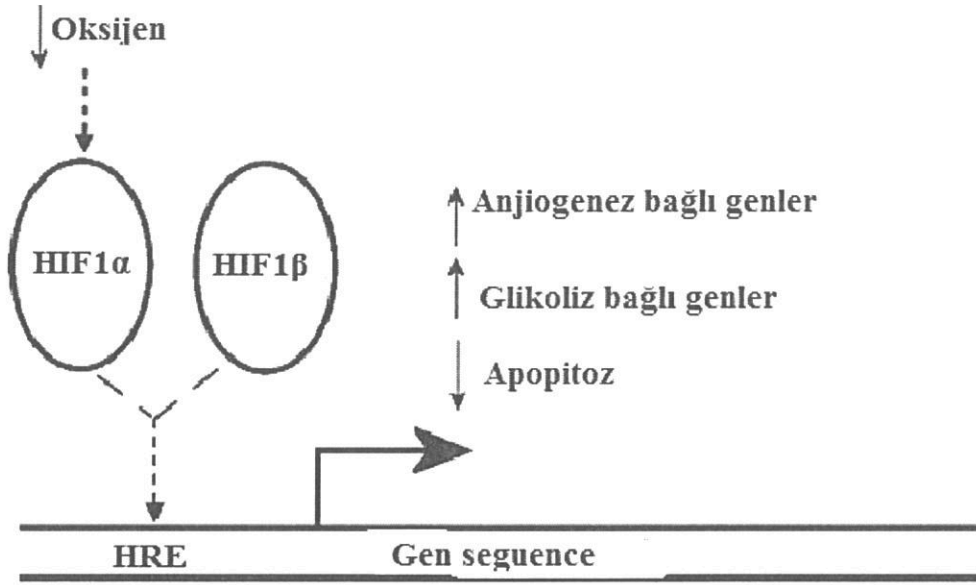 Oksijen
HIF1α
HIF1β
Anjiogenez bağlı genler
Glikoliz bağlı genler
Apopitoz
HRE
Gen seguence